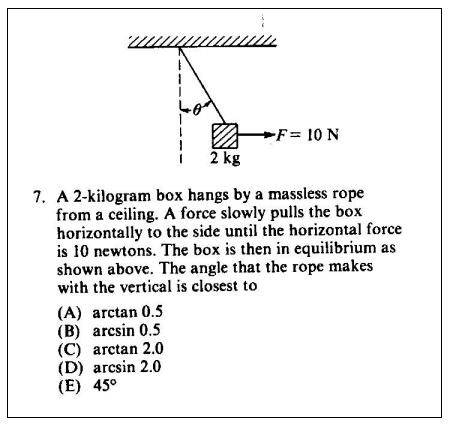 θ
F = 10 N
2 kg
7. A 2-kilogram box hangs by a massless rope
from a ceiling. A force slowly pulls the box
horizontally to the side until the horizontal force
is 10 newtons. The box is then in equilibrium as
shown above. The angle that the rope makes
with the vertical is closest to
(A) arctan 0.5
(B) arcsin 0.5
(C) arctan 2.0
(D) arcsin 2.0
(E) 45°